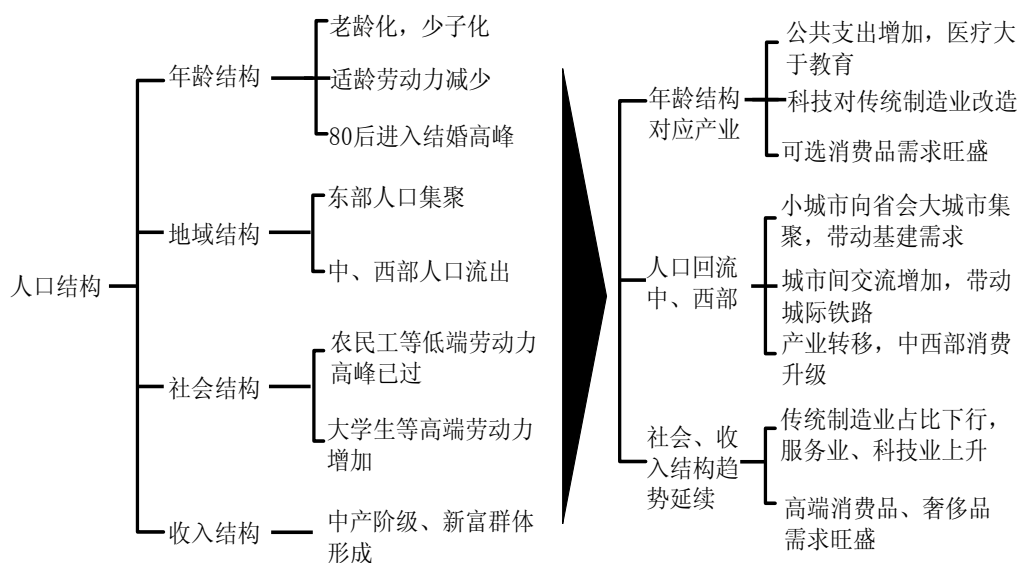 人口结构
年龄结构
老龄化，少子化
适龄劳动力减少
80后进入结婚高峰
地域结构
东部人口集聚
中、西部人口流出
社会结构
农民工等低端劳动力
高峰已过
大学生等高端劳动力
增加
收入结构
中产阶级、新富群体
形成
年龄结构
对应产业
公共支出增加，医疗大
于教育
科技对传统制造业改造
可选消费品需求旺盛
人口回流
中、西部
小城市向省会大城市集
聚，带动基建需求
城市间交流增加，带动
城际铁路
产业转移，中西部消费
升级
社会、收
入结构趋
势延续
传统制造业占比下行，
服务业、科技业上升
高端消费品、奢侈品
需求旺盛